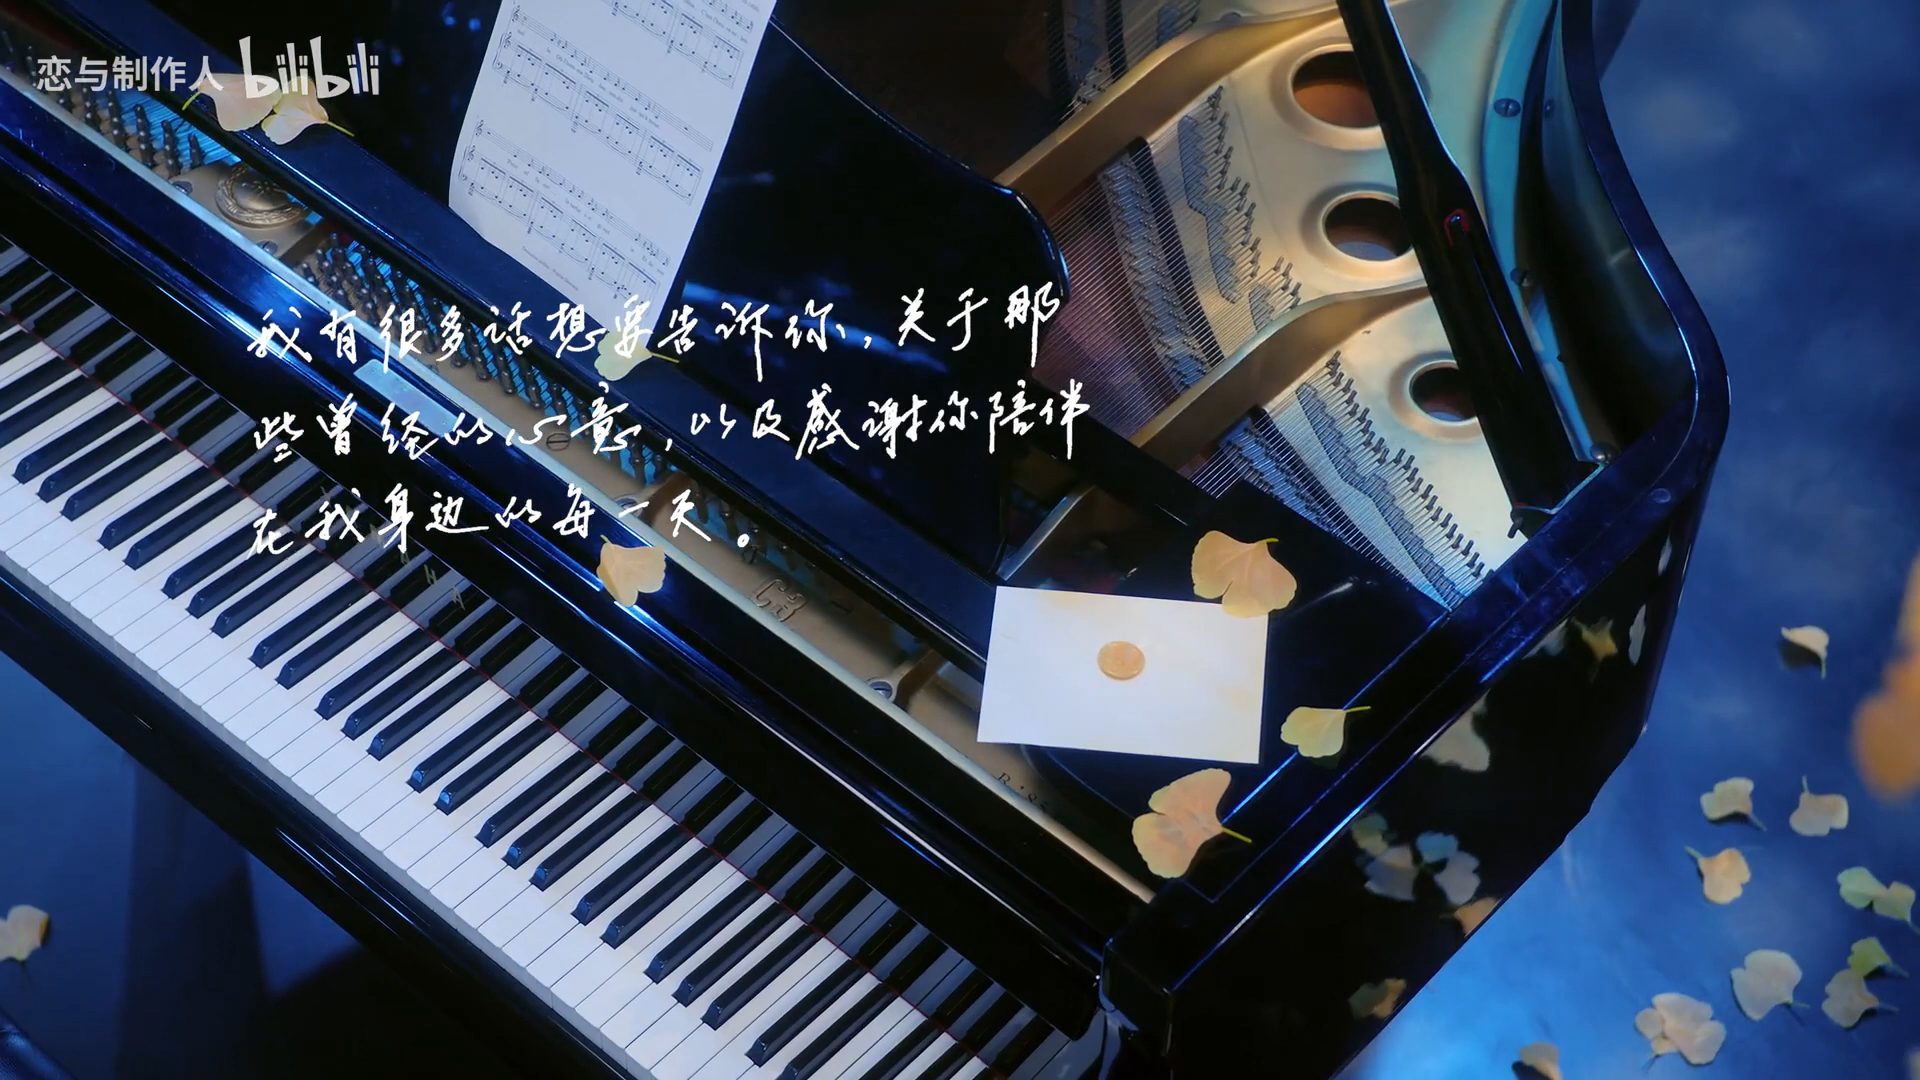 恋与制作人 bilibili
我有很多话想要告诉你，关于那
些曾经的心意，以及感谢你陪伴
在我身边的每一天。